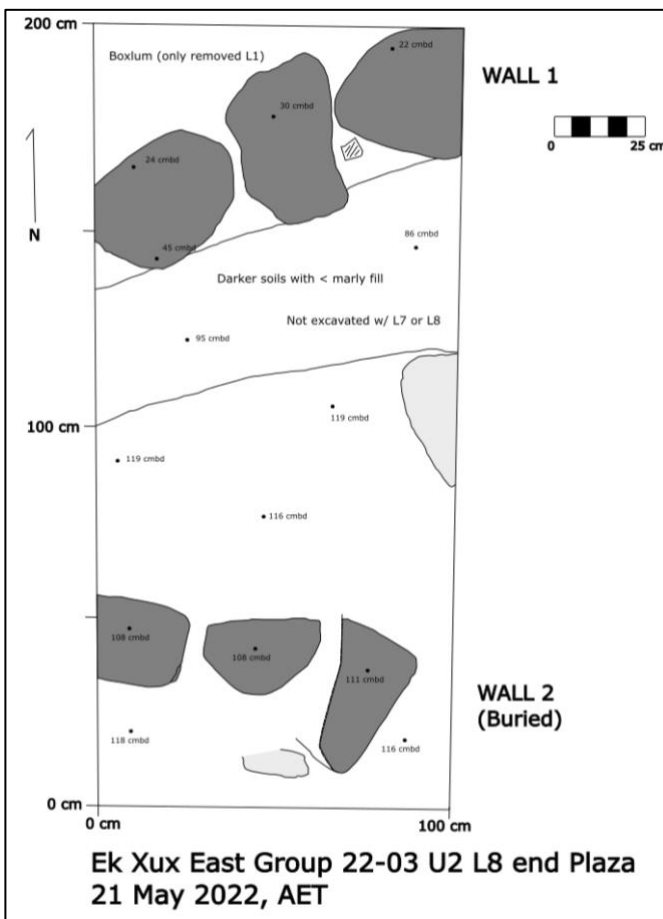 200 cm
Boxlum (only removed L1)
22 cmbd
WALL 1
30 cmbd
0 25 cm
24 cmbd
N
45 cmbd
86 cmbd
Darker soils with < marly fill
Not excavated w/ L7 or L8
95 cmbd
119 cmbd
100 cm
119 cmbd
116 cmbd
108 cmbd
108 cmbd
111 cmbd
WALL 2
(Buried)
118 cmbd
116 cmbd
0 cm
0 cm 100 cm
Ek Xux East Group 22-03 U2 L8 end Plaza
21 May 2022, AET